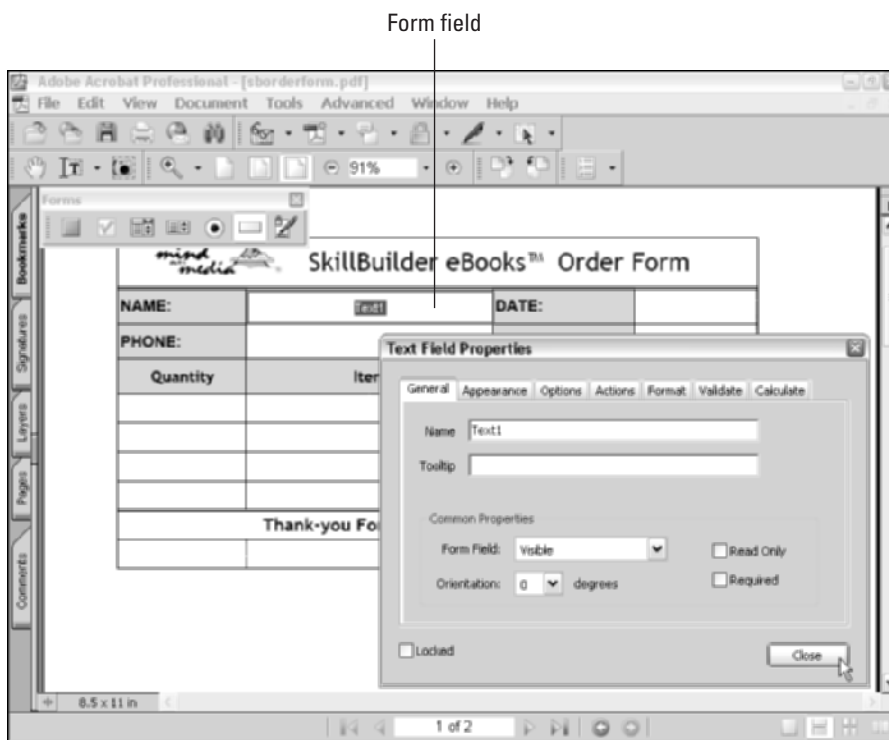 Form field
Adobe Acrobat Professional - [sborderform.pdf]
File Edit View Document Tools Advanced Window Help
91%
Forms
Bookmarks
Signatures
Layers
Pages
Comments
mind media
SkillBuilder eBooks™ Order Form
NAME:
Text1
DATE:
PHONE:
Quantity
Iter
Thank-you Fo
Text Field Properties
General Appearance Options Actions Format Validate Calculate
Name Text1
Tooltip
Common Properties
Form Field: Visible
Read Only
Orientation: 0 degrees
Required
Locked
Close
8.5 x 11 in
1 of 2